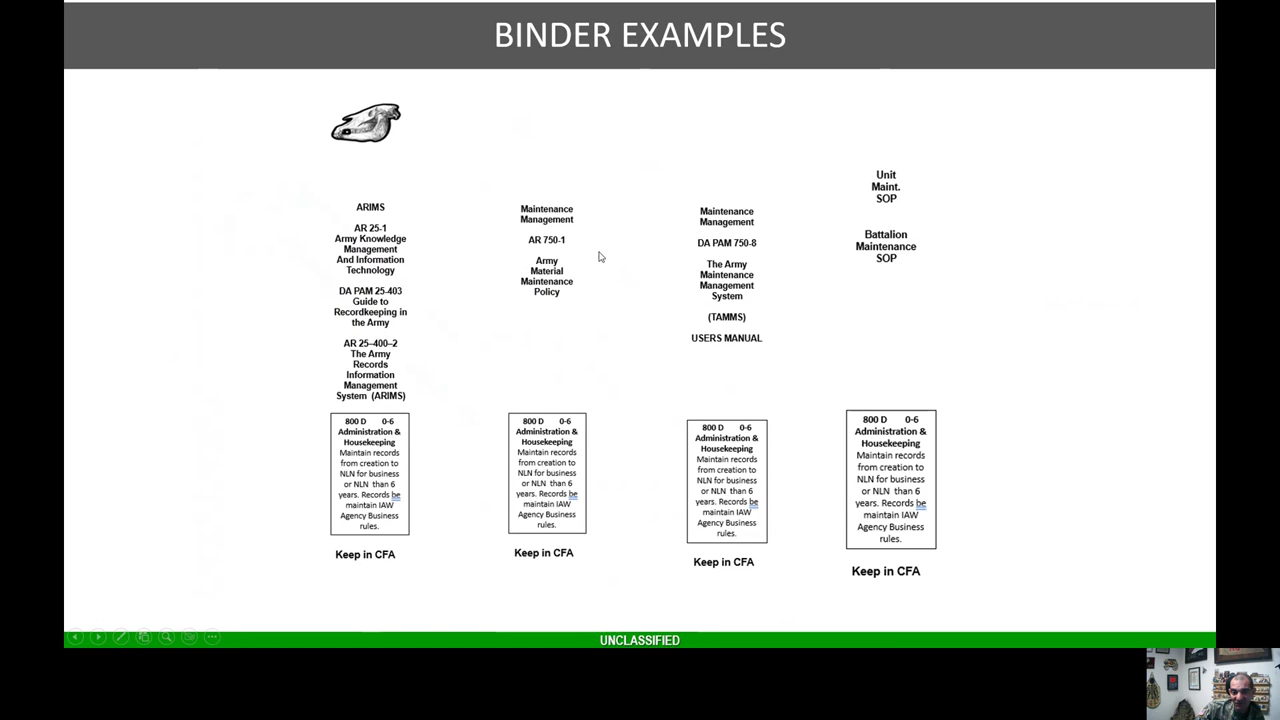 BINDER EXAMPLES
ARIMS
AR 25-1
Army Knowledge
Management
And Information
Technology
DA PAM 25-403
Guide to
Recordkeeping in
the Army
AR 25–400–2
The Army
Records
Information
Management
System (ARIMS)
800 D 0-6
Administration &
Housekeeping
Maintain records
from creation to
NLN for business
or NLN than 6
years. Records be
maintain IAW
Agency Business
rules.
Keep in CFA
Maintenance
Management
AR 750-1
Army
Material
Maintenance
Policy
800 D 0-6
Administration &
Housekeeping
Maintain records
from creation to
NLN for business
or NLN than 6
years. Records be
maintain IAW
Agency Business
rules.
Keep in CFA
Maintenance
Management
DA PAM 750-8
The Army
Maintenance
Management
System
(TAMMS)
USERS MANUAL
800 D 0-6
Administration &
Housekeeping
Maintain records
from creation to
NLN for business
or NLN than 6
years. Records be
maintain IAW
Agency Business
rules.
Keep in CFA
Unit
Maint.
SOP
Battalion
Maintenance
SOP
800 D 0-6
Administration &
Housekeeping
Maintain records
from creation to
NLN for business
or NLN than 6
years. Records be
maintain IAW
Agency Business
rules.
Keep in CFA
UNCLASSIFIED